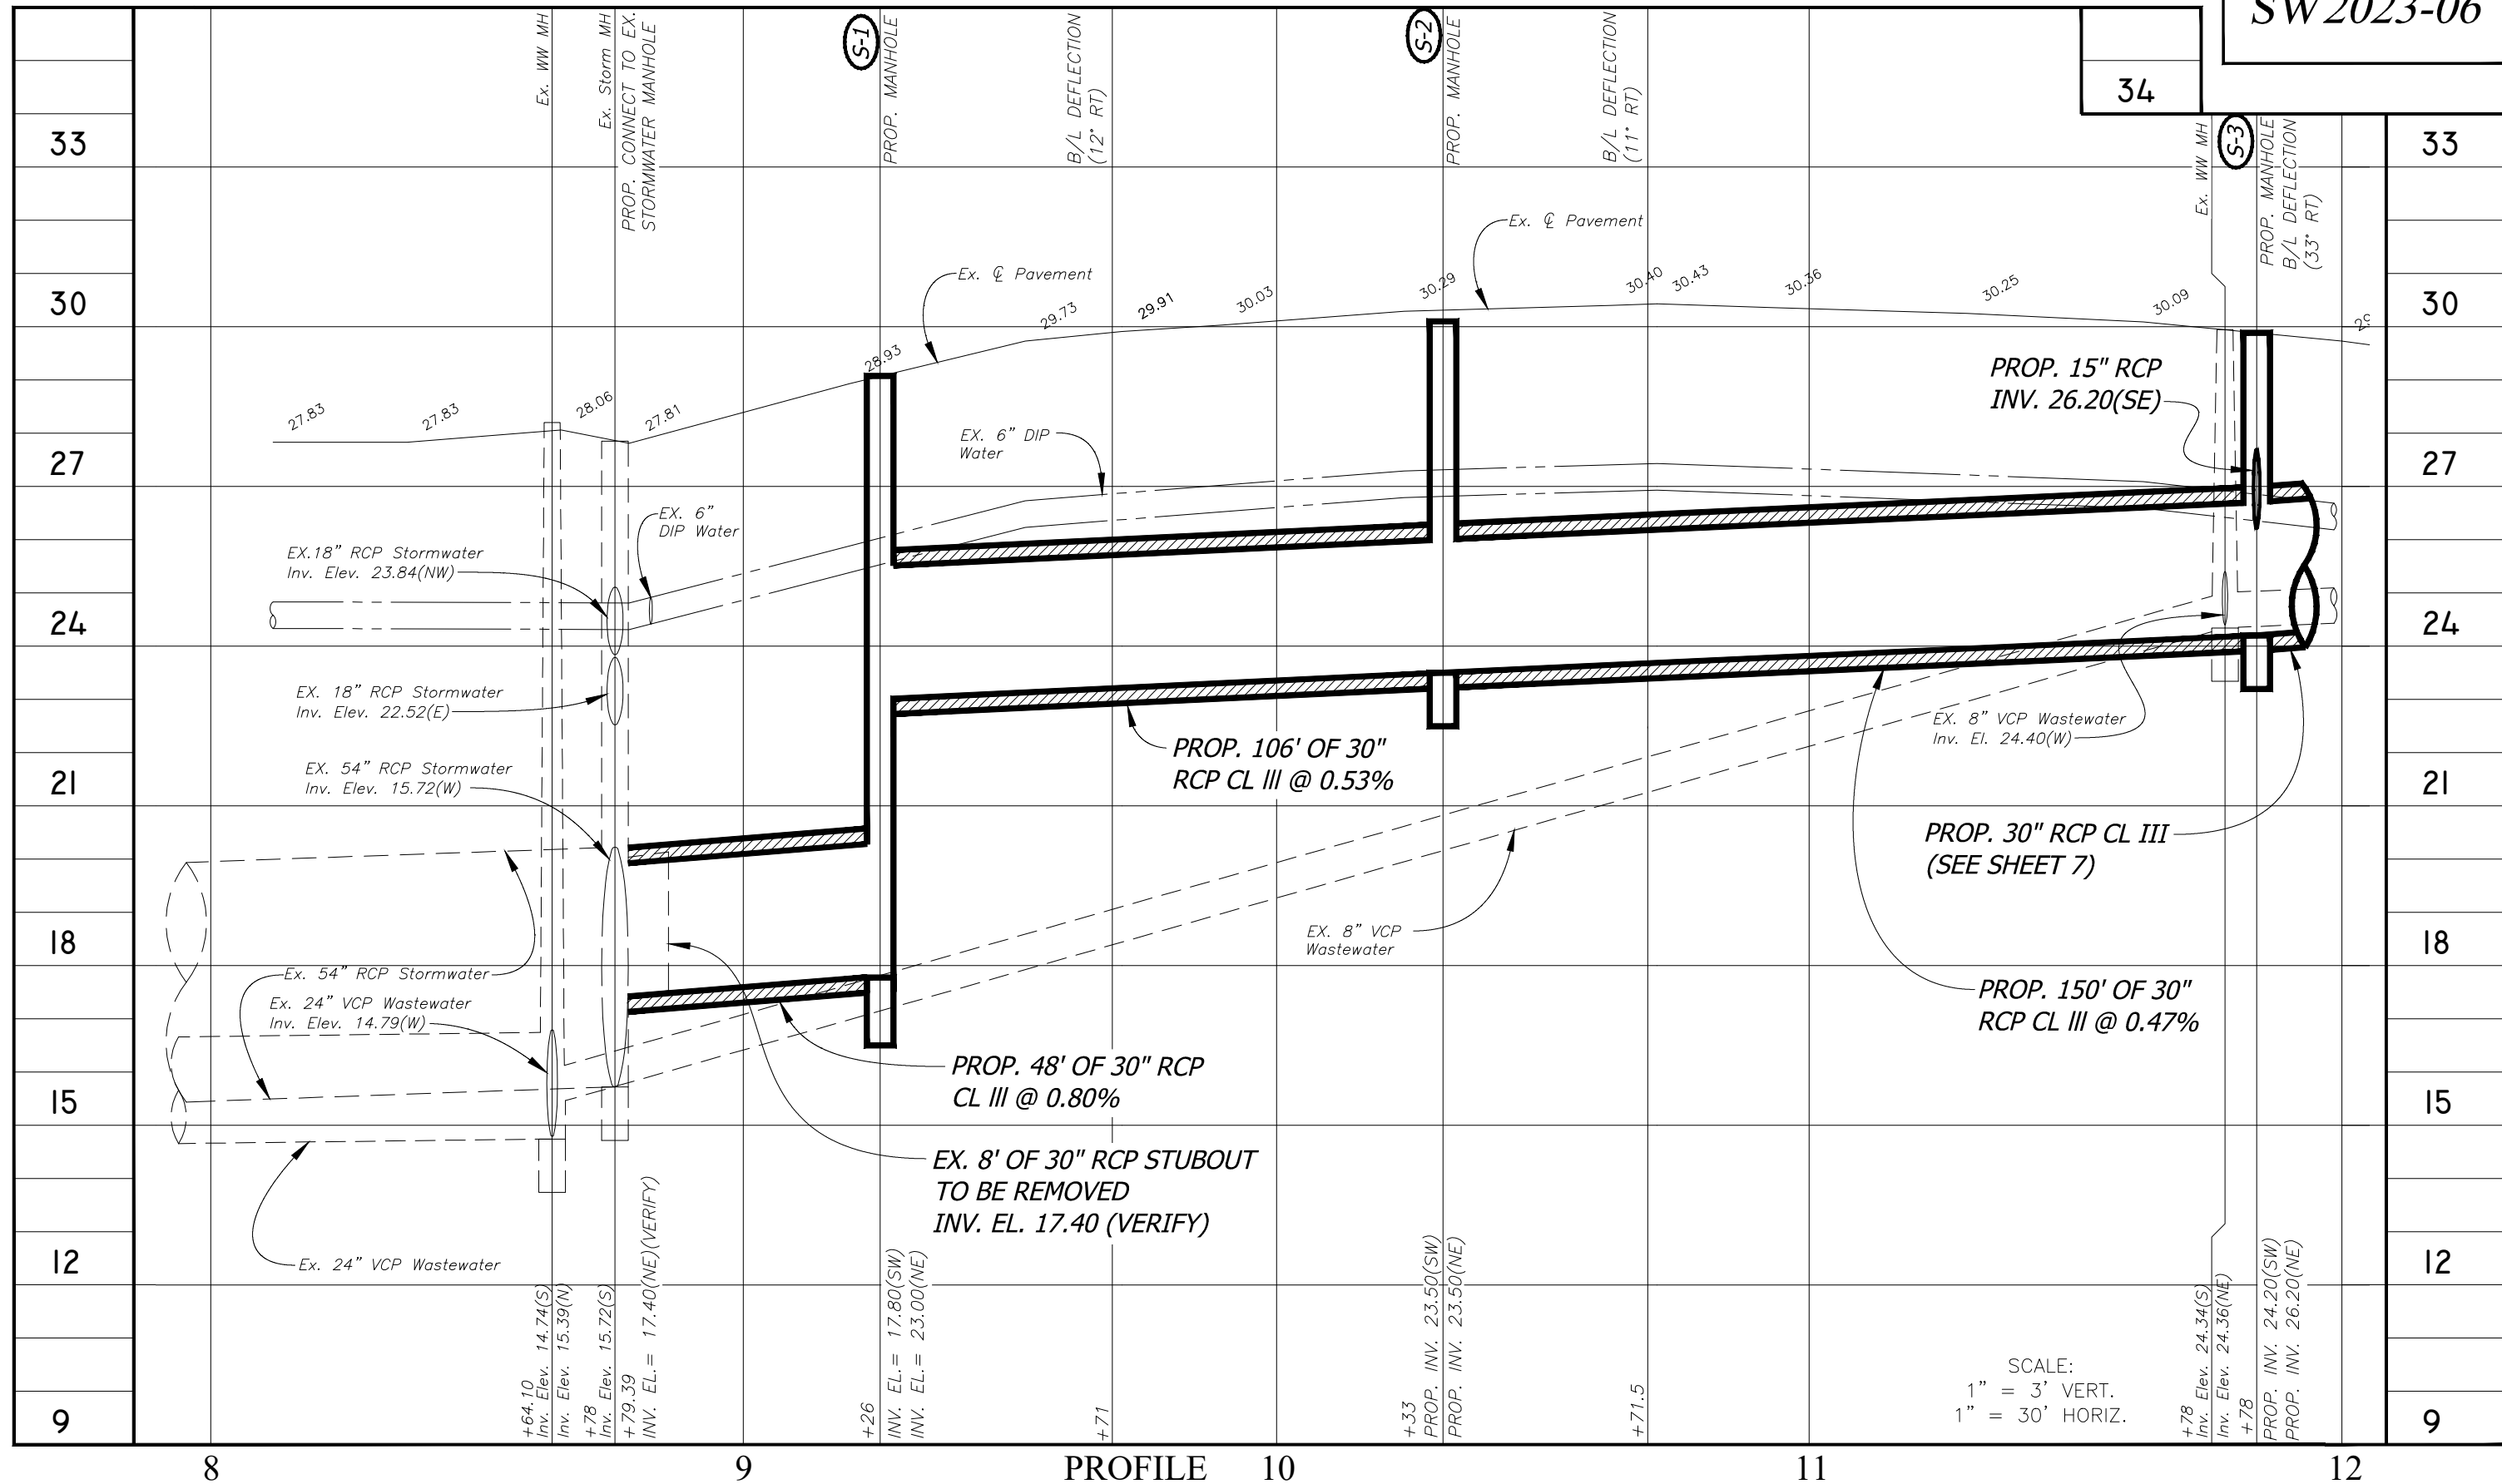 SW2023-06
34
33
30
27
24
21
18
15
12
9
33
30
27
24
21
18
15
12
9
Ex. WW MH
Ex. Storm MH
PROP. CONNECT TO EX.
STORMWATER MANHOLE
S-1
PROP. MANHOLE
B/L DEFLECTION
(12° RT)
S-2
PROP. MANHOLE
B/L DEFLECTION
(11° RT)
Ex. WW MH
S-3
PROP. MANHOLE
B/L DEFLECTION
(33° RT)
Ex. ℄ Pavement
Ex. ℄ Pavement
27.83
27.83
28.06
27.81
28.93
29.73
29.91
30.03
30.29
30.40
30.43
30.36
30.25
30.09
PROP. 15" RCP
INV. 26.20(SE)
EX. 6" DIP
Water
EX. 6"
DIP Water
EX.18" RCP Stormwater
Inv. Elev. 23.84(NW)
EX. 18" RCP Stormwater
Inv. Elev. 22.52(E)
EX. 54" RCP Stormwater
Inv. Elev. 15.72(W)
PROP. 106' OF 30"
RCP CL III @ 0.53%
EX. 8" VCP Wastewater
Inv. El. 24.40(W)
PROP. 30" RCP CL III
(SEE SHEET 7)
EX. 8" VCP
Wastewater
Ex. 54" RCP Stormwater
Ex. 24" VCP Wastewater
Inv. Elev. 14.79(W)
PROP. 150' OF 30"
RCP CL III @ 0.47%
PROP. 48' OF 30" RCP
CL III @ 0.80%
EX. 8' OF 30" RCP STUBOUT
TO BE REMOVED
INV. EL. 17.40 (VERIFY)
Ex. 24" VCP Wastewater
+64.10
Inv. Elev. 14.74(S)
Inv. Elev. 15.39(N)
+78
Inv. Elev. 15.72(S)
+79.39
INV. EL.= 17.40(NE)(VERIFY)
+26
INV. EL.= 17.80(SW)
INV. EL.= 23.00(NE)
+71
+33
PROP. INV. 23.50(SW)
PROP. INV. 23.50(NE)
+71.5
SCALE:
1" = 3' VERT.
1" = 30' HORIZ.
+78
Inv. Elev. 24.34(S)
Inv. Elev. 24.36(NE)
+78
PROP. INV. 24.20(SW)
PROP. INV. 26.20(NE)
8
9
PROFILE
10
11
12